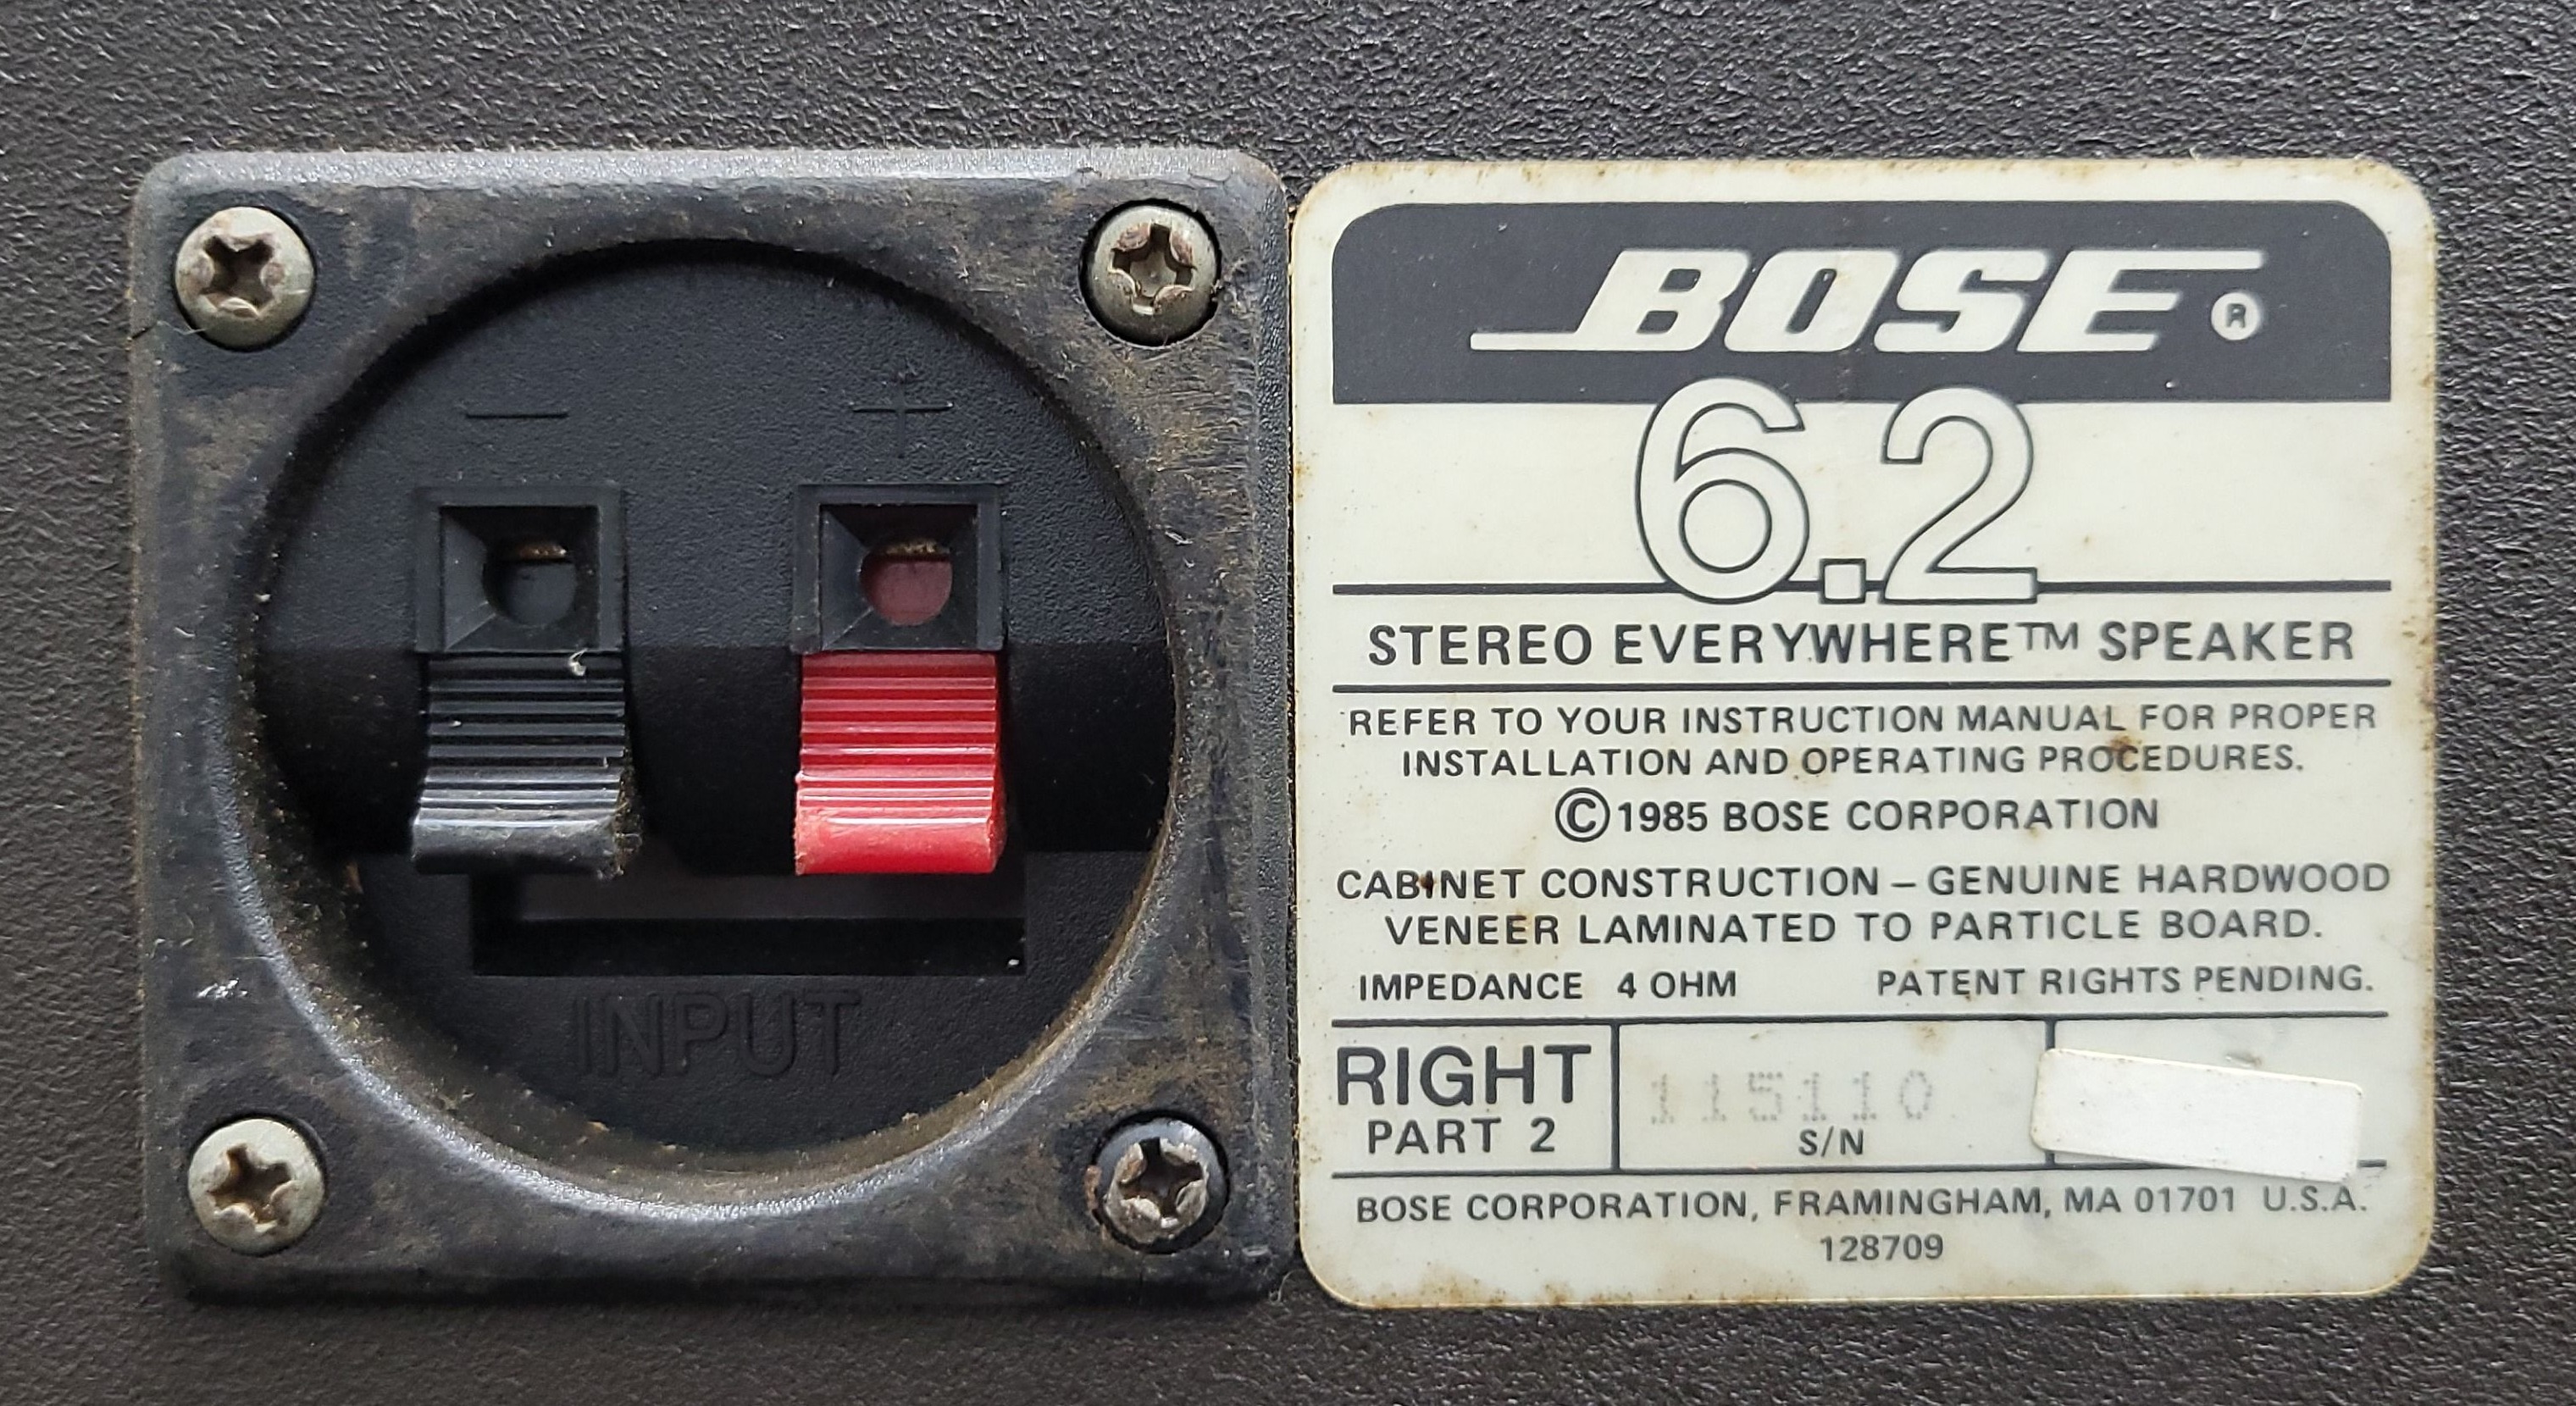 − +
INPUT
BOSE ®
6.2
STEREO EVERYWHERE™ SPEAKER
REFER TO YOUR INSTRUCTION MANUAL FOR PROPER
INSTALLATION AND OPERATING PROCEDURES.
©1985 BOSE CORPORATION
CABINET CONSTRUCTION – GENUINE HARDWOOD
VENEER LAMINATED TO PARTICLE BOARD.
IMPEDANCE 4 OHM PATENT RIGHTS PENDING.
RIGHT
PART 2
115110
S/N
BOSE CORPORATION, FRAMINGHAM, MA 01701 U.S.A.
128709